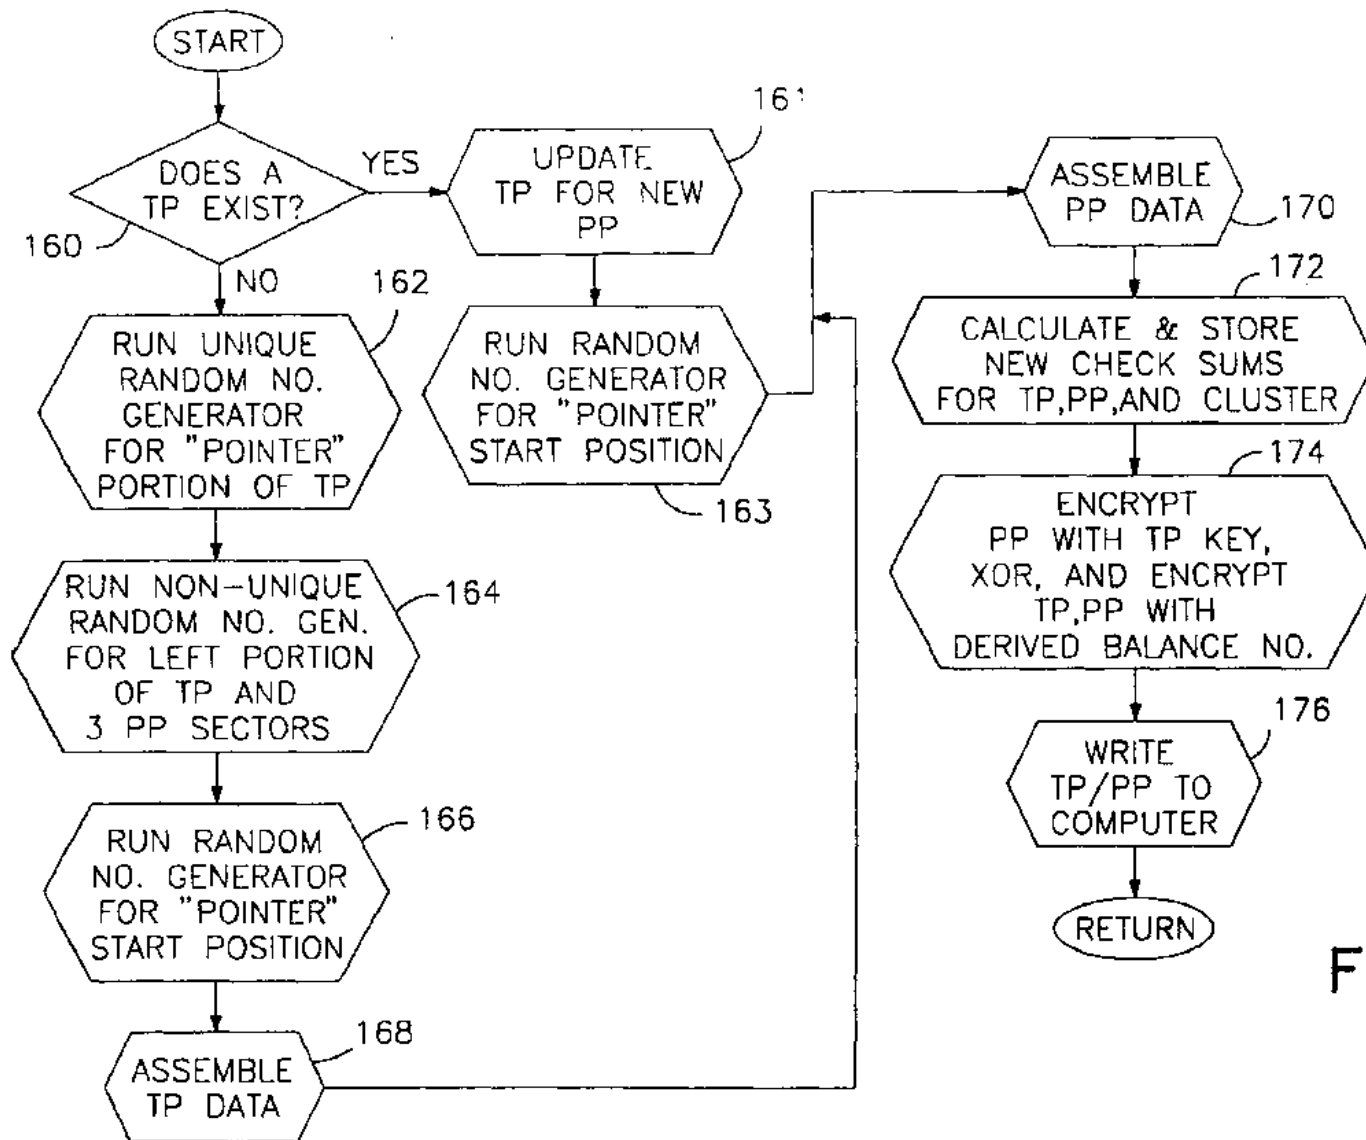 START
DOES A
TP EXIST?
160
YES
NO
UPDATE
TP FOR NEW
PP
161
162
RUN UNIQUE
RANDOM NO.
GENERATOR
FOR "POINTER"
PORTION OF TP
RUN RANDOM
NO. GENERATOR
FOR "POINTER"
START POSITION
163
RUN NON-UNIQUE
RANDOM NO. GEN.
FOR LEFT PORTION
OF TP AND
3 PP SECTORS
164
RUN RANDOM
NO. GENERATOR
FOR "POINTER"
START POSITION
166
ASSEMBLE
TP DATA
168
ASSEMBLE
PP DATA
170
172
CALCULATE & STORE
NEW CHECK SUMS
FOR TP,PP,AND CLUSTER
174
ENCRYPT
PP WITH TP KEY,
XOR, AND ENCRYPT
TP,PP WITH
DERIVED BALANCE NO.
176
WRITE
TP/PP TO
COMPUTER
RETURN
F